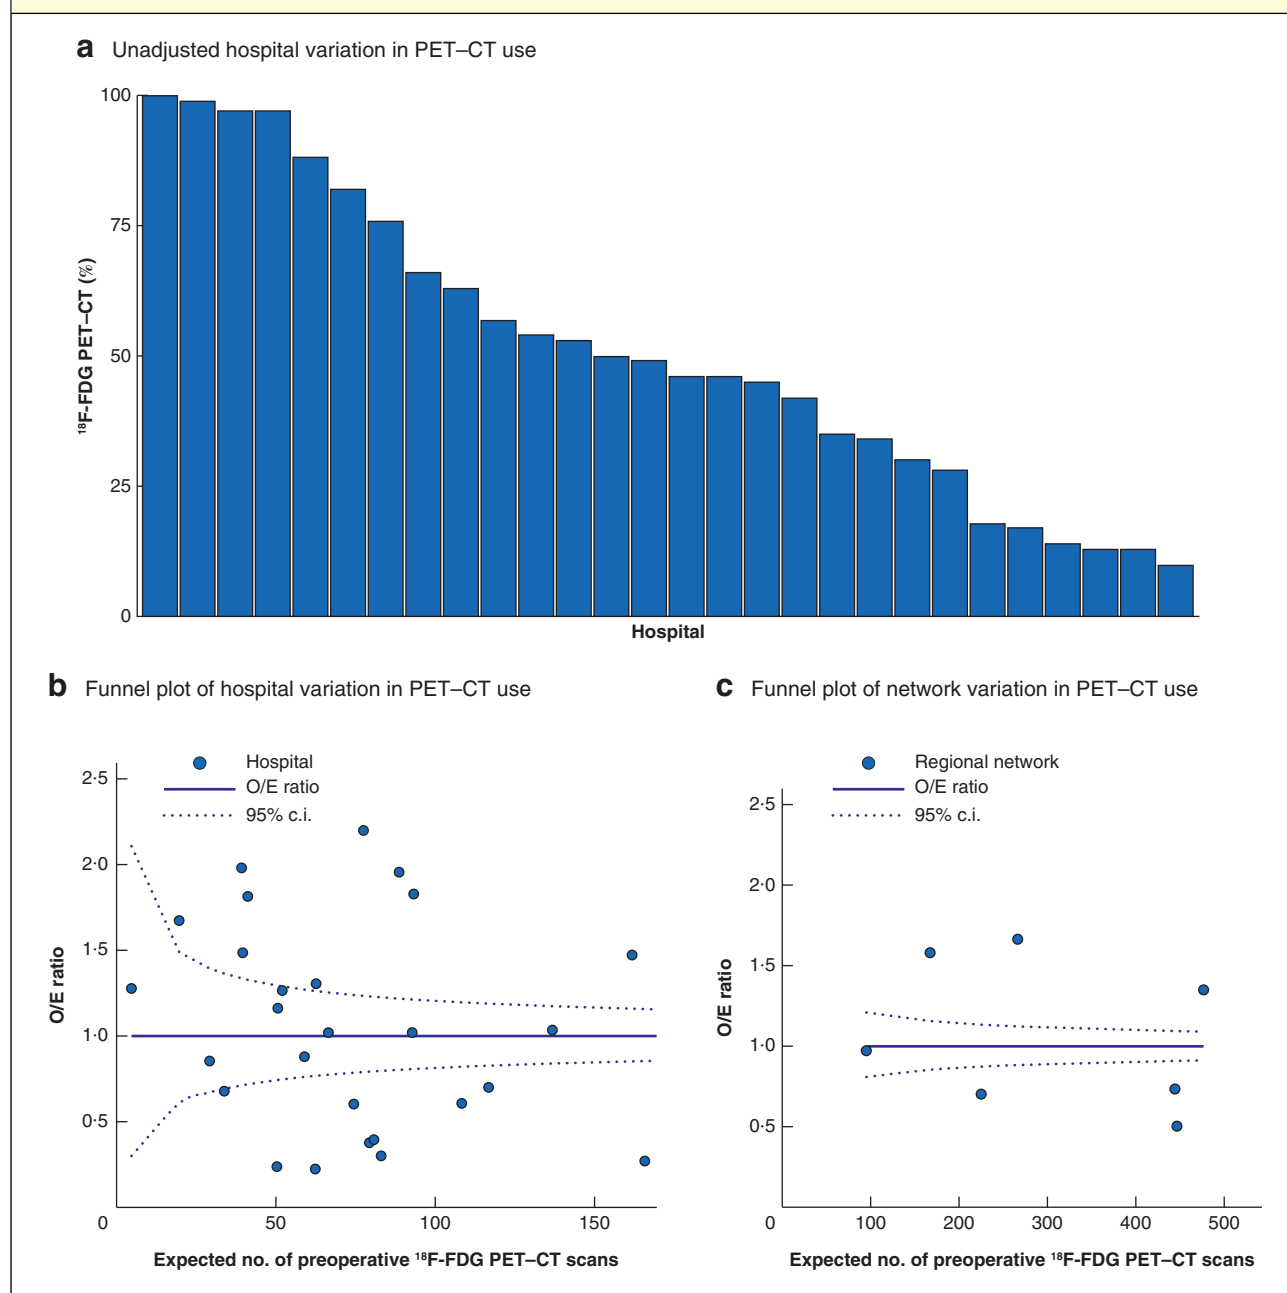 a Unadjusted hospital variation in PET–CT use
100
75
50
25
0
¹⁸F-FDG PET–CT (%)
Hospital
b Funnel plot of hospital variation in PET–CT use
Hospital
O/E ratio
95% c.i.
2·5
2·0
1·5
1·0
0·5
O/E ratio
0 50 100 150
Expected no. of preoperative ¹⁸F-FDG PET–CT scans
c Funnel plot of network variation in PET–CT use
Regional network
O/E ratio
95% c.i.
2·5
2·0
1·5
1·0
0·5
O/E ratio
0 100 200 300 400 500
Expected no. of preoperative ¹⁸F-FDG PET–CT scans